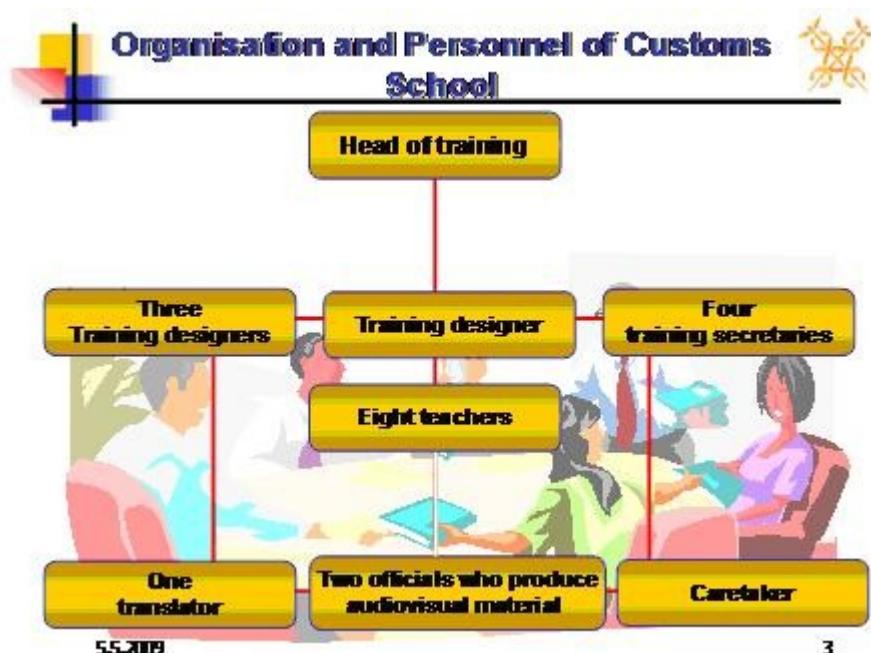 Organisation and Personnel of Customs
School
Head of training
Three
Training designers
Training designer
Four
training secretaries
Eight teachers
One
translator
Two officials who produce
audiovisual material
Caretaker
5.5.2009
3